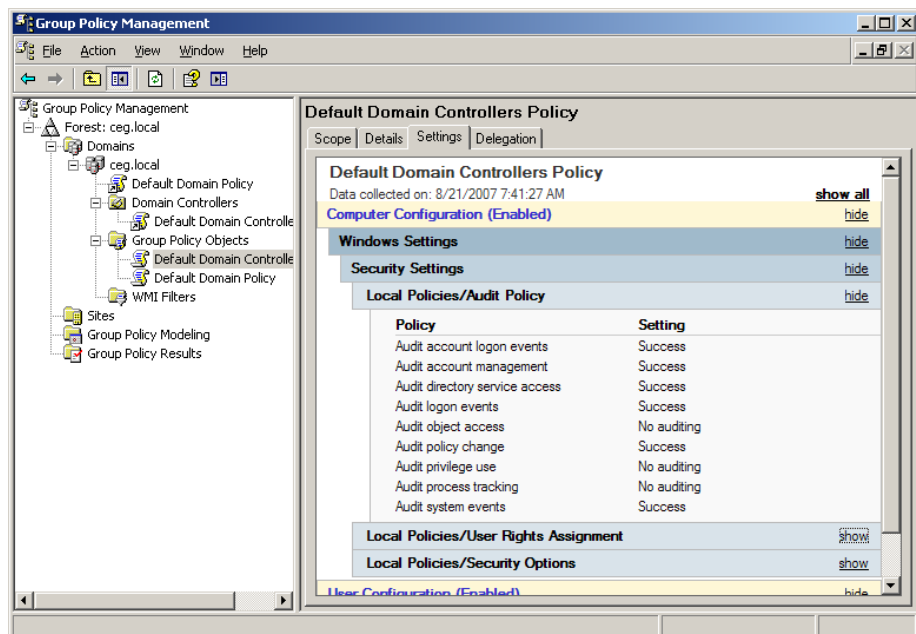 Group Policy Management
File Action View Window Help
Group Policy Management
Forest: ceg.local
Domains
ceg.local
Default Domain Policy
Domain Controllers
Default Domain Controlle
Group Policy Objects
Default Domain Controlle
Default Domain Policy
WMI Filters
Sites
Group Policy Modeling
Group Policy Results
Default Domain Controllers Policy
Scope Details Settings Delegation
Default Domain Controllers Policy
Data collected on: 8/21/2007 7:41:27 AM show all
Computer Configuration (Enabled) hide
Windows Settings hide
Security Settings hide
Local Policies/Audit Policy hide
Policy Setting
Audit account logon events Success
Audit account management Success
Audit directory service access Success
Audit logon events Success
Audit object access No auditing
Audit policy change Success
Audit privilege use No auditing
Audit process tracking No auditing
Audit system events Success
Local Policies/User Rights Assignment show
Local Policies/Security Options show
User Configuration (Enabled) hide